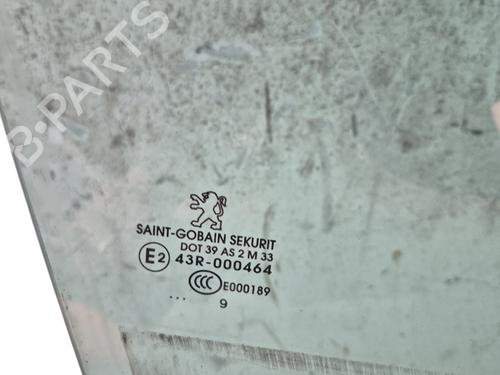 B-PARTS
SAINT-GOBAIN SEKURIT
DOT 39 AS 2 M 33
E2 43R-000464
CCC E000189
... 9